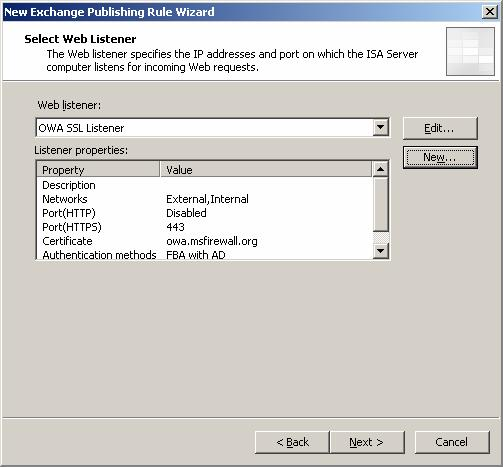 New Exchange Publishing Rule Wizard
Select Web Listener
The Web listener specifies the IP addresses and port on which the ISA Server
computer listens for incoming Web requests.
Web listener:
OWA SSL Listener
Edit...
New...
Listener properties:
Property Value
Description
Networks External,Internal
Port(HTTP) Disabled
Port(HTTPS) 443
Certificate owa.msfirewall.org
Authentication methods FBA with AD
< Back Next > Cancel